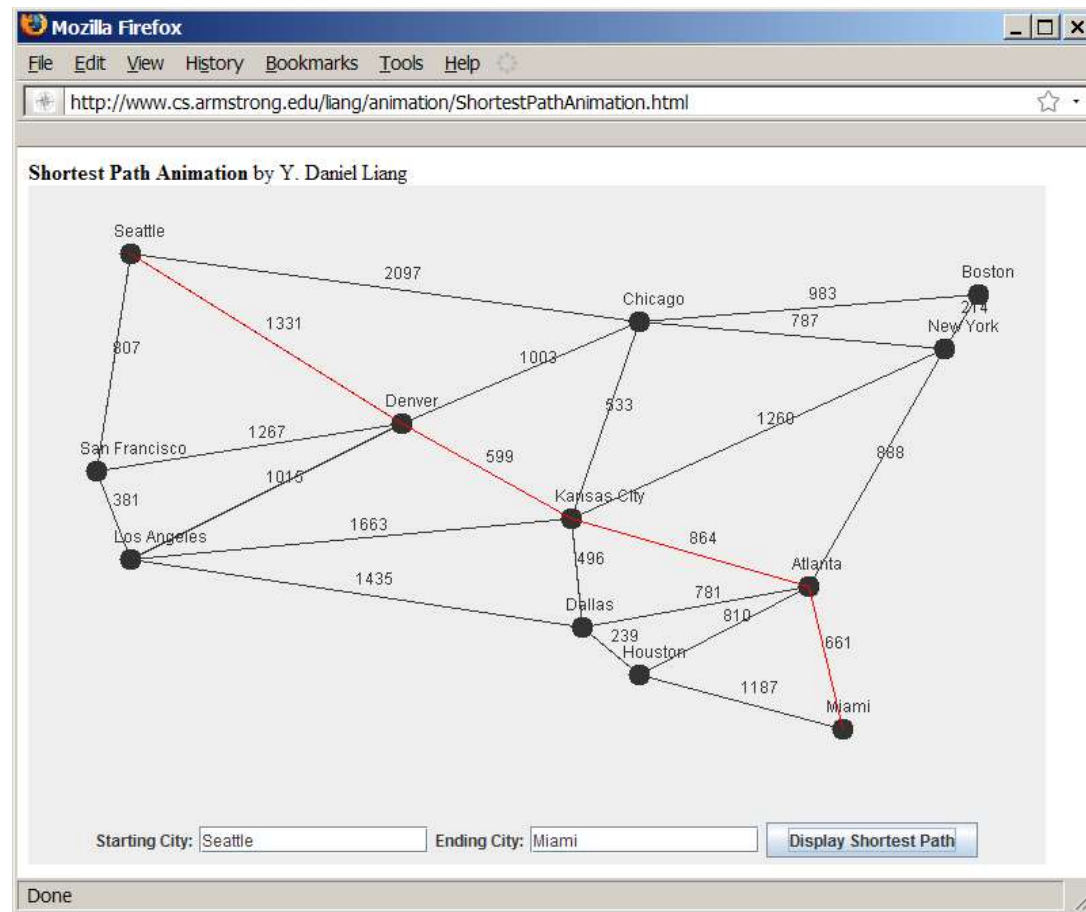 Mozilla Firefox
File Edit View History Bookmarks Tools Help
http://www.cs.armstrong.edu/liang/animation/ShortestPathAnimation.html
Shortest Path Animation by Y. Daniel Liang
Seattle
2097
Boston
983
Chicago
214
787
New York
1331
807
1003
Denver
533
1260
1267
San Francisco
599
888
1015
381
Kansas City
1663
Los Angeles
864
496
Atlanta
1435
781
Dallas
810
239
Houston
661
1187
Miami
Starting City: Seattle Ending City: Miami Display Shortest Path
Done